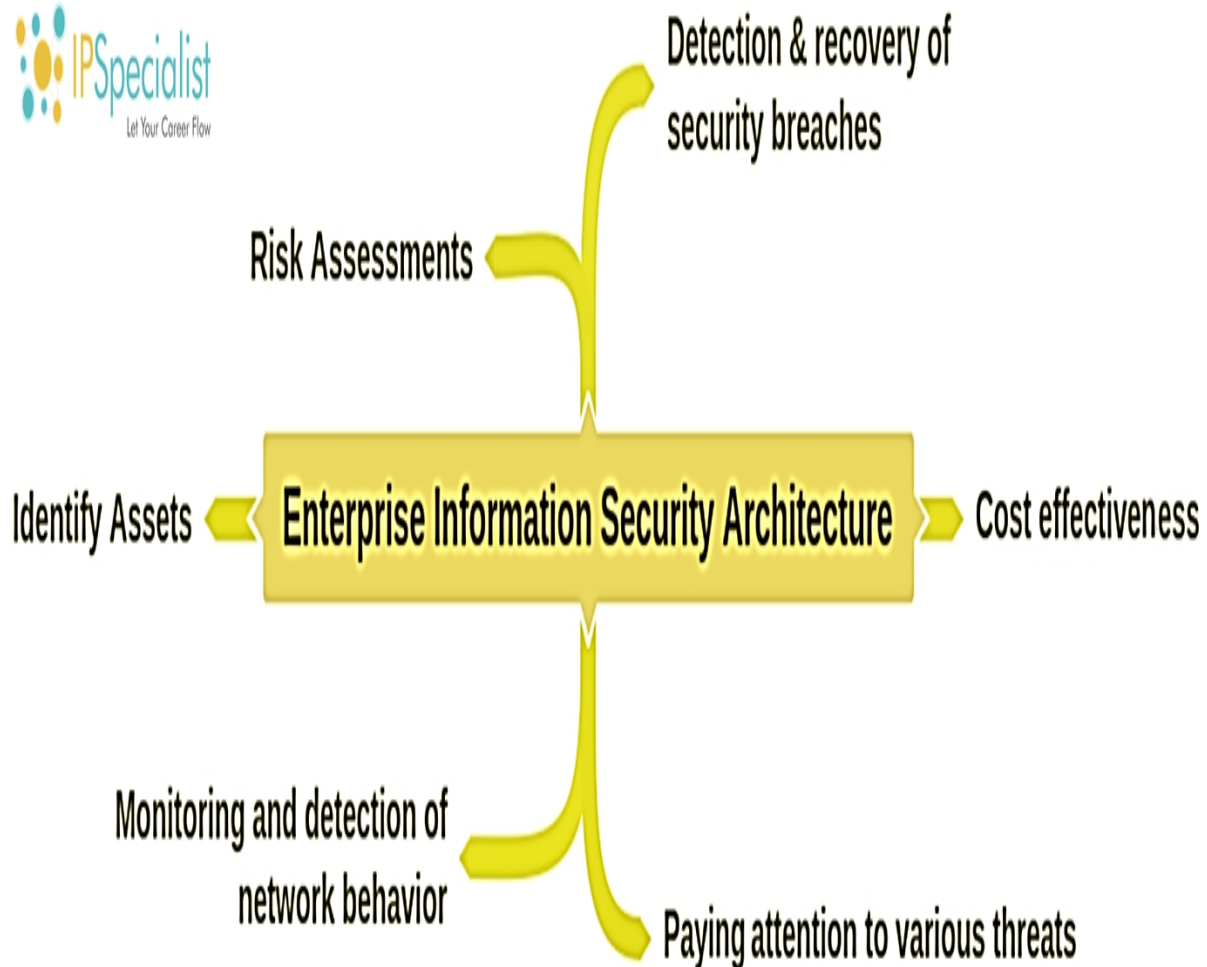 IPSpecialist
Let Your Career Flow
Detection & recovery of
security breaches
Risk Assessments
Identify Assets
Enterprise Information Security Architecture
Cost effectiveness
Monitoring and detection of
network behavior
Paying attention to various threats